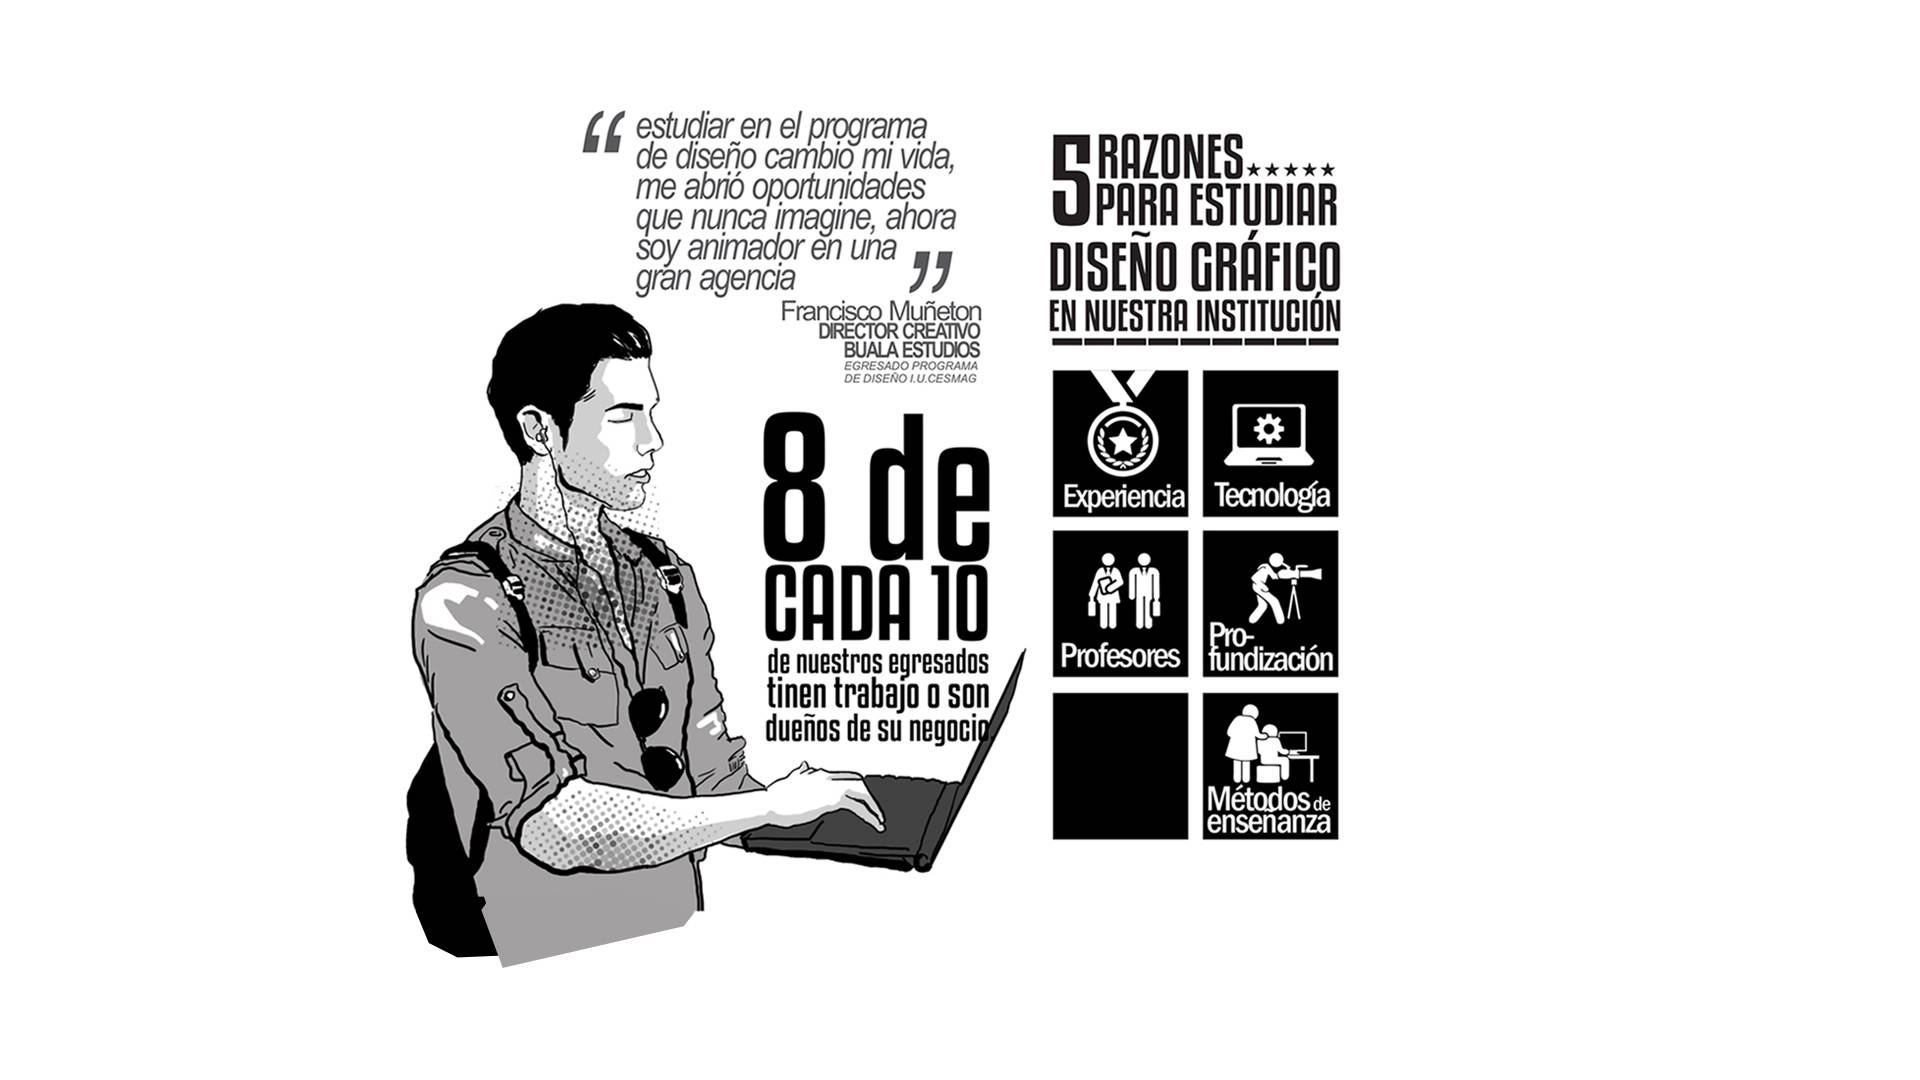 “ estudiar en el programa
de diseño cambio mi vida,
me abrió oportunidades
que nunca imagine, ahora
soy animador en una
gran agencia ”
Francisco Muñeton
DIRECTOR CREATIVO
BUALA ESTUDIOS
EGRESADO PROGRAMA
DE DISEÑO I.U.CESMAG
8 de
CADA 10
de nuestros egresados
tinen trabajo o son
dueños de su negocio.
5 RAZONES
PARA ESTUDIAR
DISEÑO GRÁFICO
EN NUESTRA INSTITUCIÓN
Experiencia
Tecnología
Profesores
Pro-
fundización
Métodos de
enseñanza